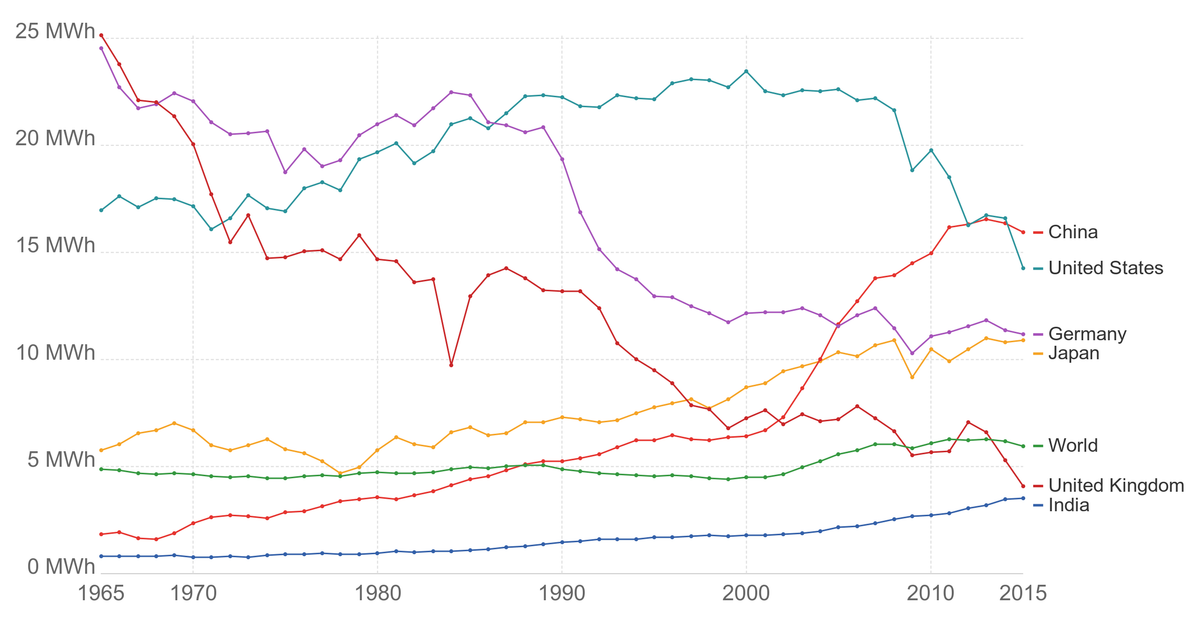 25 MWh
20 MWh
15 MWh
10 MWh
5 MWh
0 MWh
1965 1970 1980 1990 2000 2010 2015
China
United States
Germany
Japan
World
United Kingdom
India